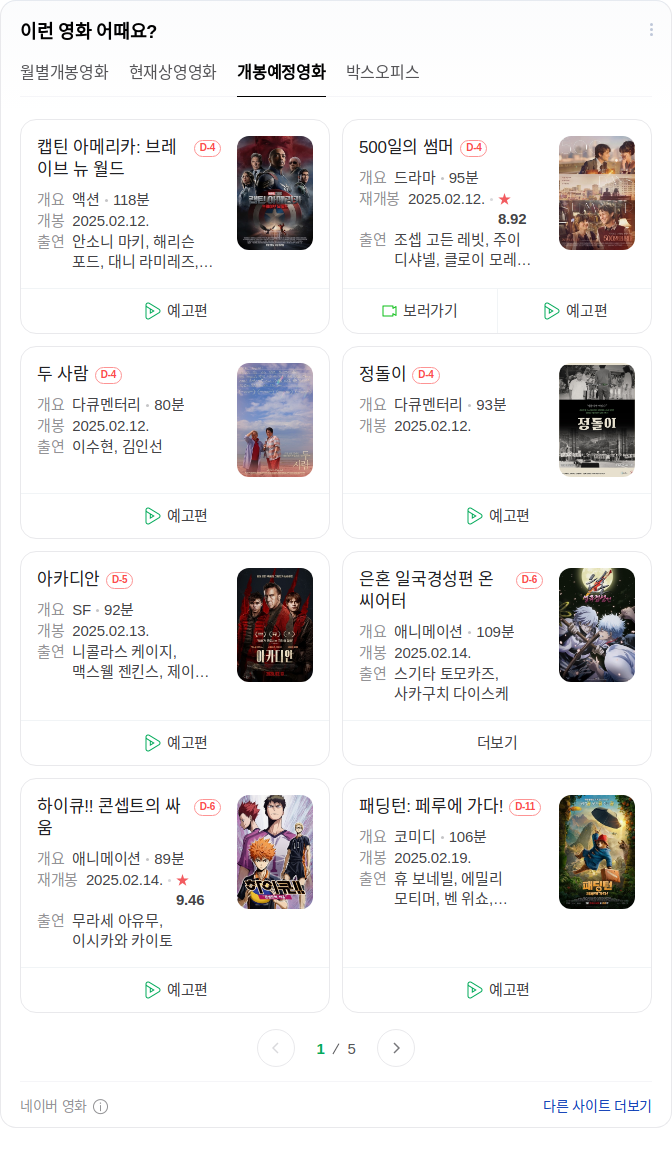 이런 영화 어때요?
월별개봉영화 현재상영영화 개봉예정영화 박스오피스
캡틴 아메리카: 브레 D-4
이브 뉴 월드
개요 액션 · 118분
개봉 2025.02.12.
출연 안소니 마키, 해리슨
포드, 대니 라미레즈,…
예고편
500일의 썸머 D-4
개요 드라마 · 95분
재개봉 2025.02.12. · ★
8.92
출연 조셉 고든 레빗, 주이
디샤넬, 클로이 모레…
보러가기 예고편
두 사람 D-4
개요 다큐멘터리 · 80분
개봉 2025.02.12.
출연 이수현, 김인선
예고편
정돌이 D-4
개요 다큐멘터리 · 93분
개봉 2025.02.12.
정돌이
예고편
아카디안 D-5
개요 SF · 92분
개봉 2025.02.13.
출연 니콜라스 케이지,
맥스웰 젠킨스, 제이…
아카디안
예고편
은혼 일국경성편 온 D-6
씨어터
개요 애니메이션 · 109분
개봉 2025.02.14.
출연 스기타 토모카즈,
사카구치 다이스케
더보기
하이큐!! 콘셉트의 싸 D-6
움
개요 애니메이션 · 89분
재개봉 2025.02.14. · ★
9.46
출연 무라세 아유무,
이시카와 카이토
하이큐!!
예고편
패딩턴: 페루에 가다! D-11
개요 코미디 · 106분
개봉 2025.02.19.
출연 휴 보네빌, 에밀리
모티머, 벤 위쇼,…
패딩턴
예고편
1 / 5
네이버 영화
다른 사이트 더보기